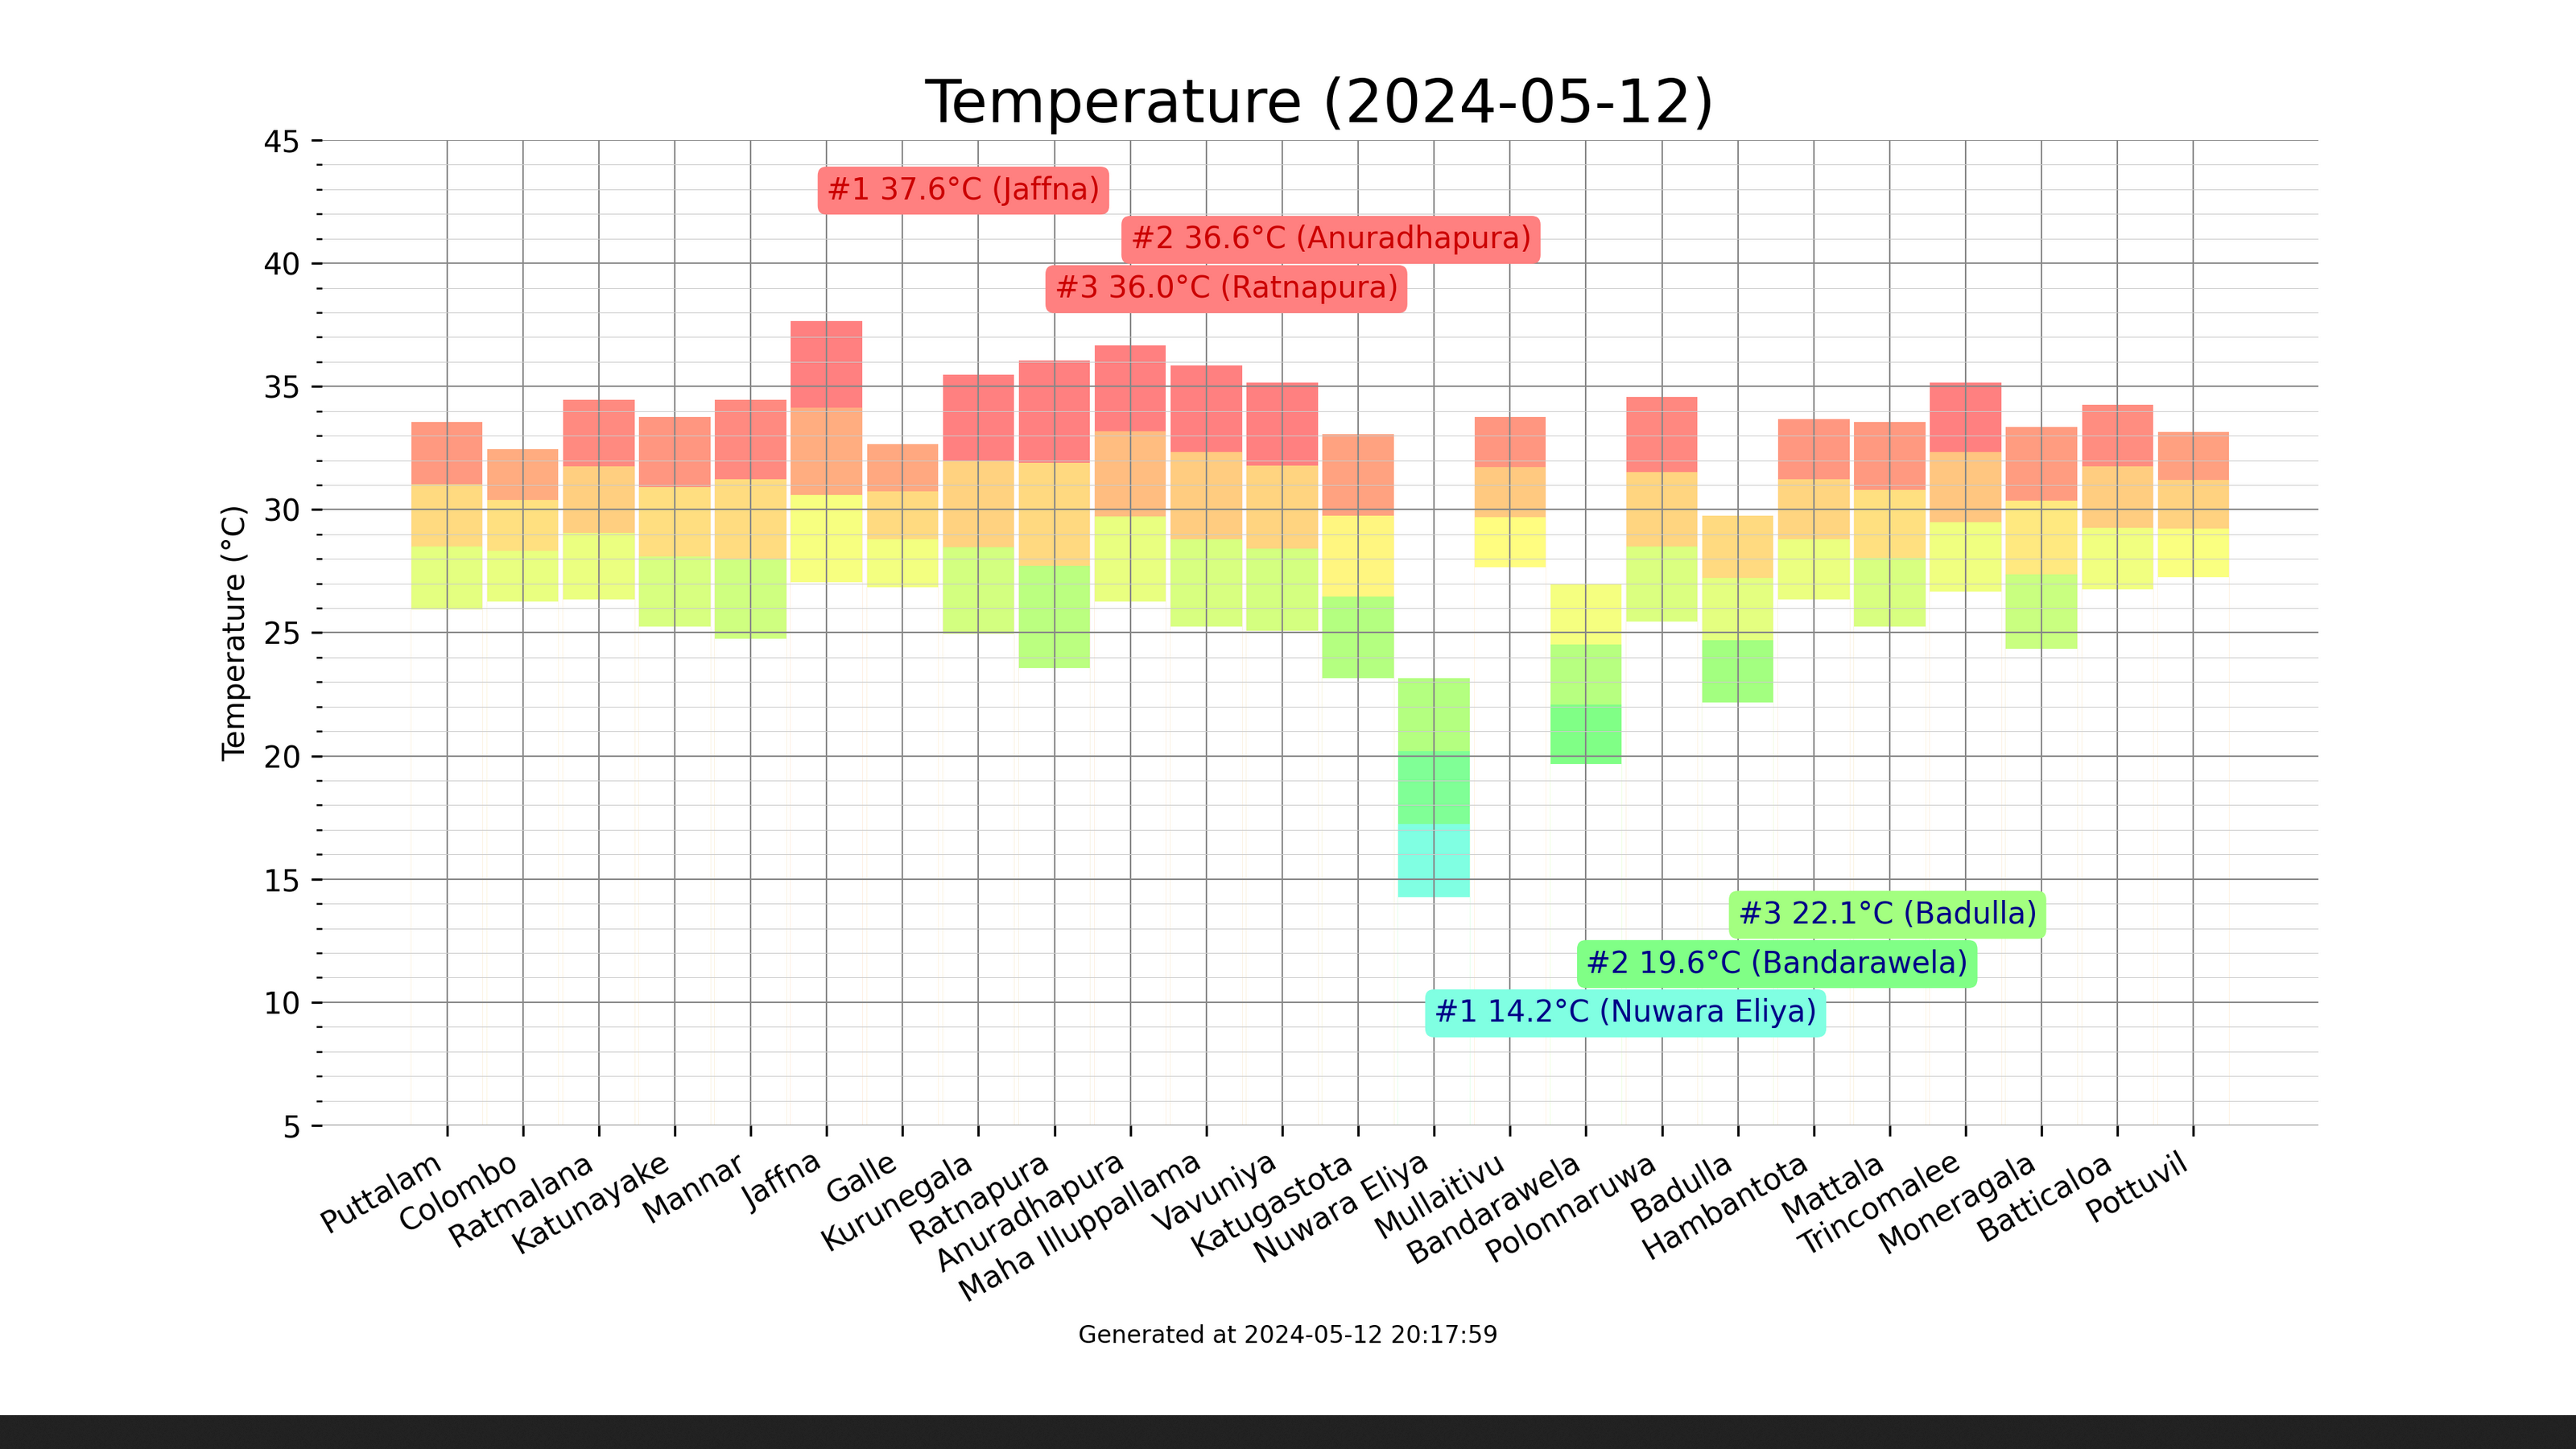 Temperature (2024-05-12)
45
#1 37.6°C (Jaffna)
#2 36.6°C (Anuradhapura)
40
#3 36.0°C (Ratnapura)
35
30
25
20
15
10
5
Temperature (°C)
#3 22.1°C (Badulla)
#2 19.6°C (Bandarawela)
#1 14.2°C (Nuwara Eliya)
Puttalam
Colombo
Ratmalana
Katunayake
Mannar
Jaffna
Galle
Kurunegala
Ratnapura
Anuradhapura
Maha Illuppallama
Vavuniya
Katugastota
Nuwara Eliya
Mullaitivu
Bandarawela
Polonnaruwa
Badulla
Hambantota
Mattala
Trincomalee
Moneragala
Batticaloa
Pottuvil
Generated at 2024-05-12 20:17:59